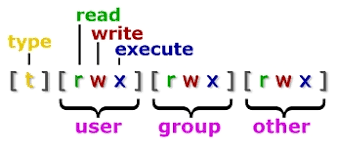 read
write
type
execute
[ t ] [ r w x ] [ r w x ] [ r w x ]
user group other